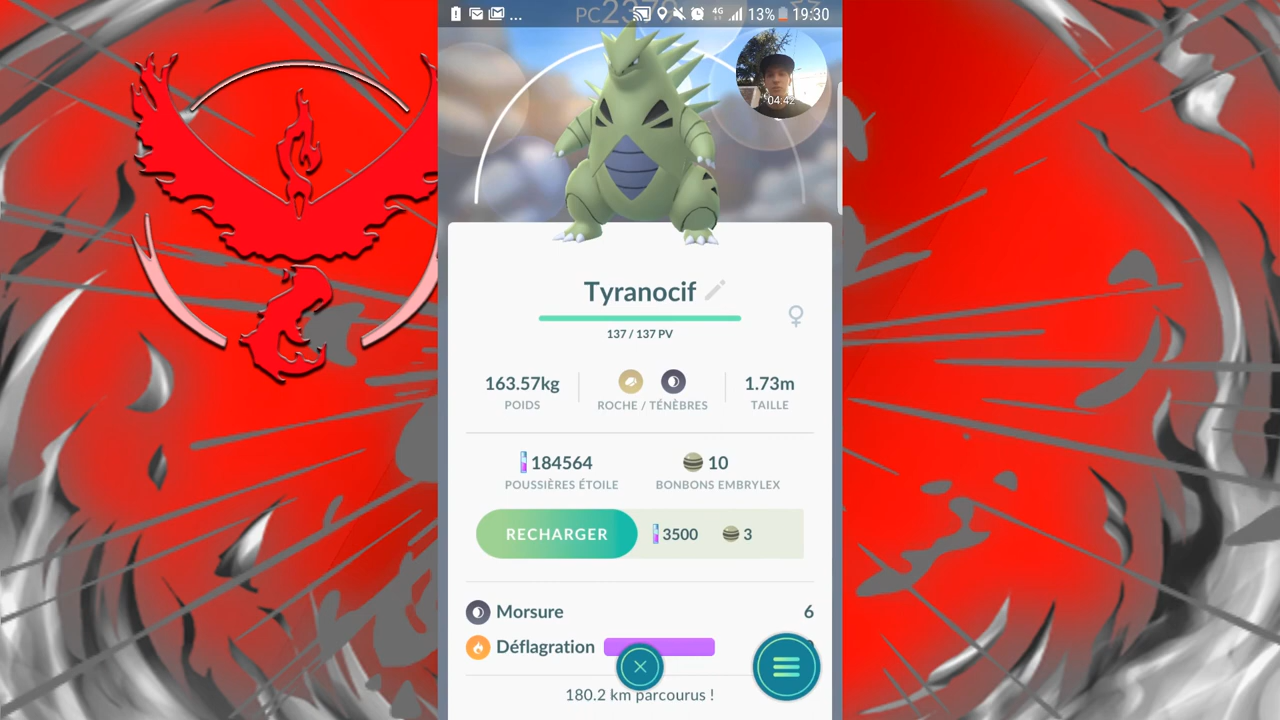 ... 4G 13% 19:30
04:42
Tyranocif
137 / 137 PV
163.57kg
POIDS
ROCHE / TÉNÈBRES
1.73m
TAILLE
184564
POUSSIÈRES ÉTOILE
10
BONBONS EMBRYLEX
RECHARGER 3500 3
Morsure 6
Déflagration
180.2 km parcourus !